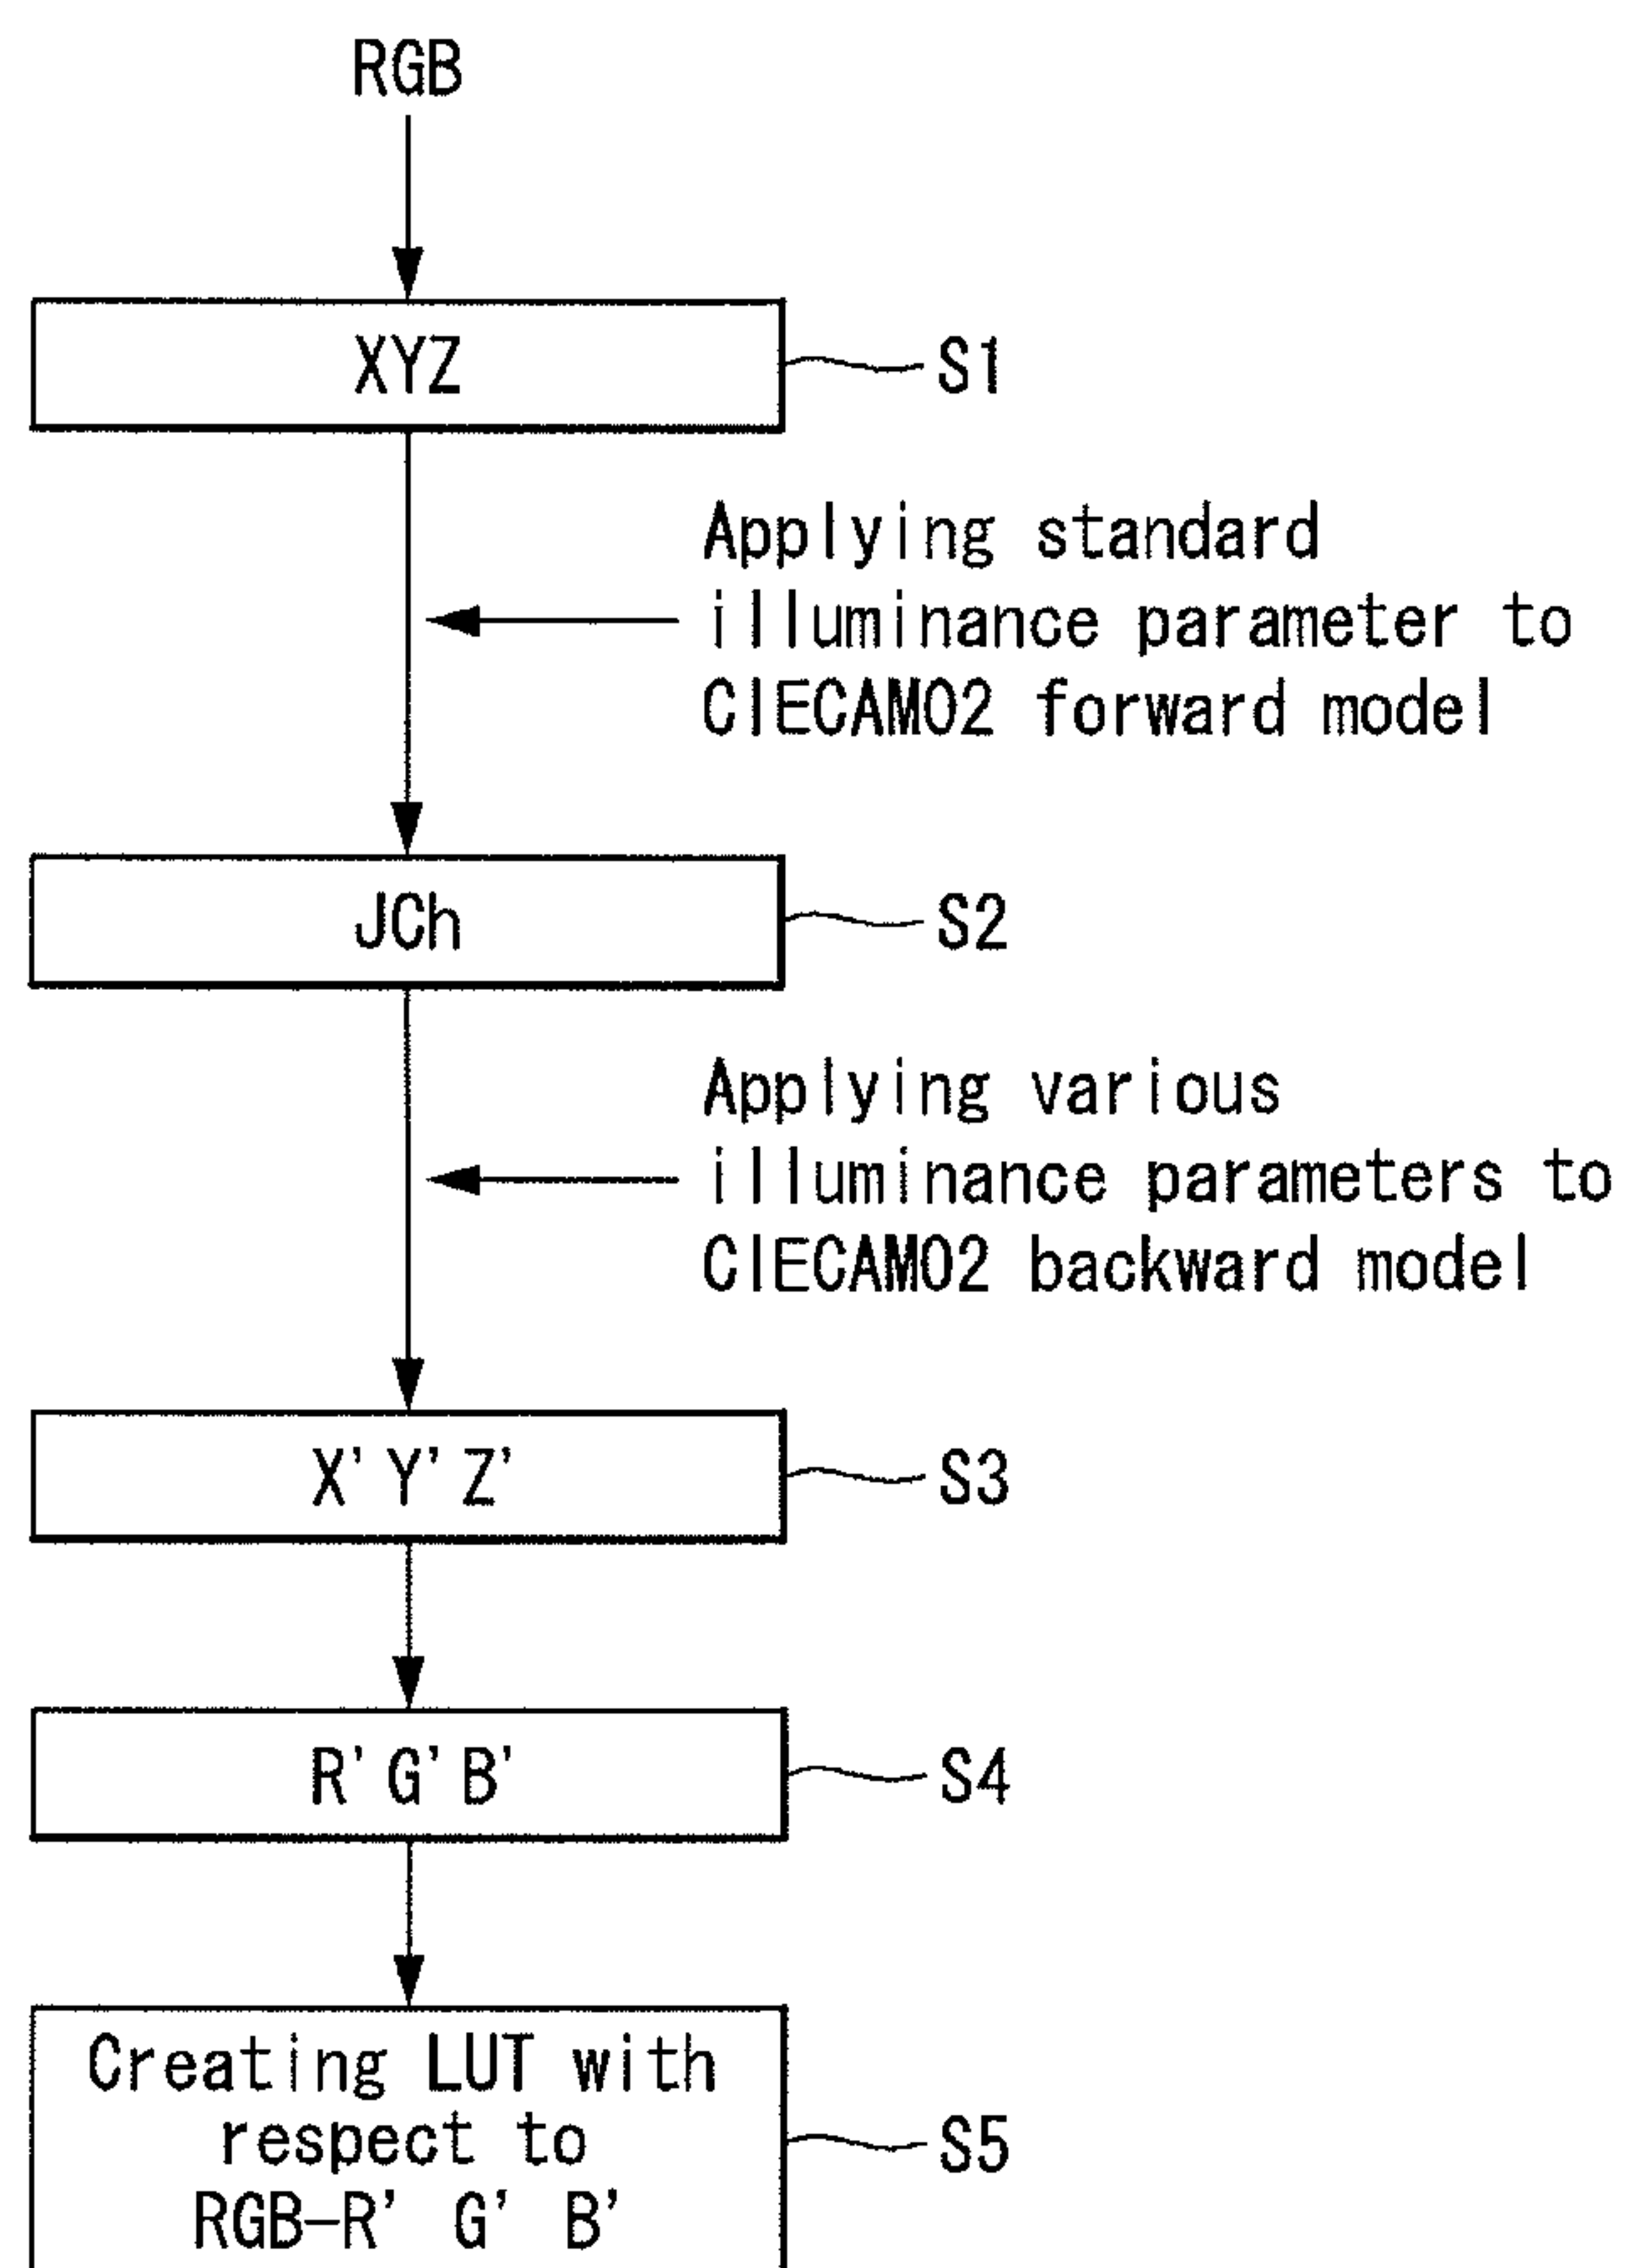 RGB
XYZ
S1
Applying standard
illuminance parameter to
CIECAM02 forward model
JCh
S2
Applying various
illuminance parameters to
CIECAM02 backward model
X' Y' Z'
S3
R' G' B'
S4
Creating LUT with
respect to
RGB-R' G' B'
S5